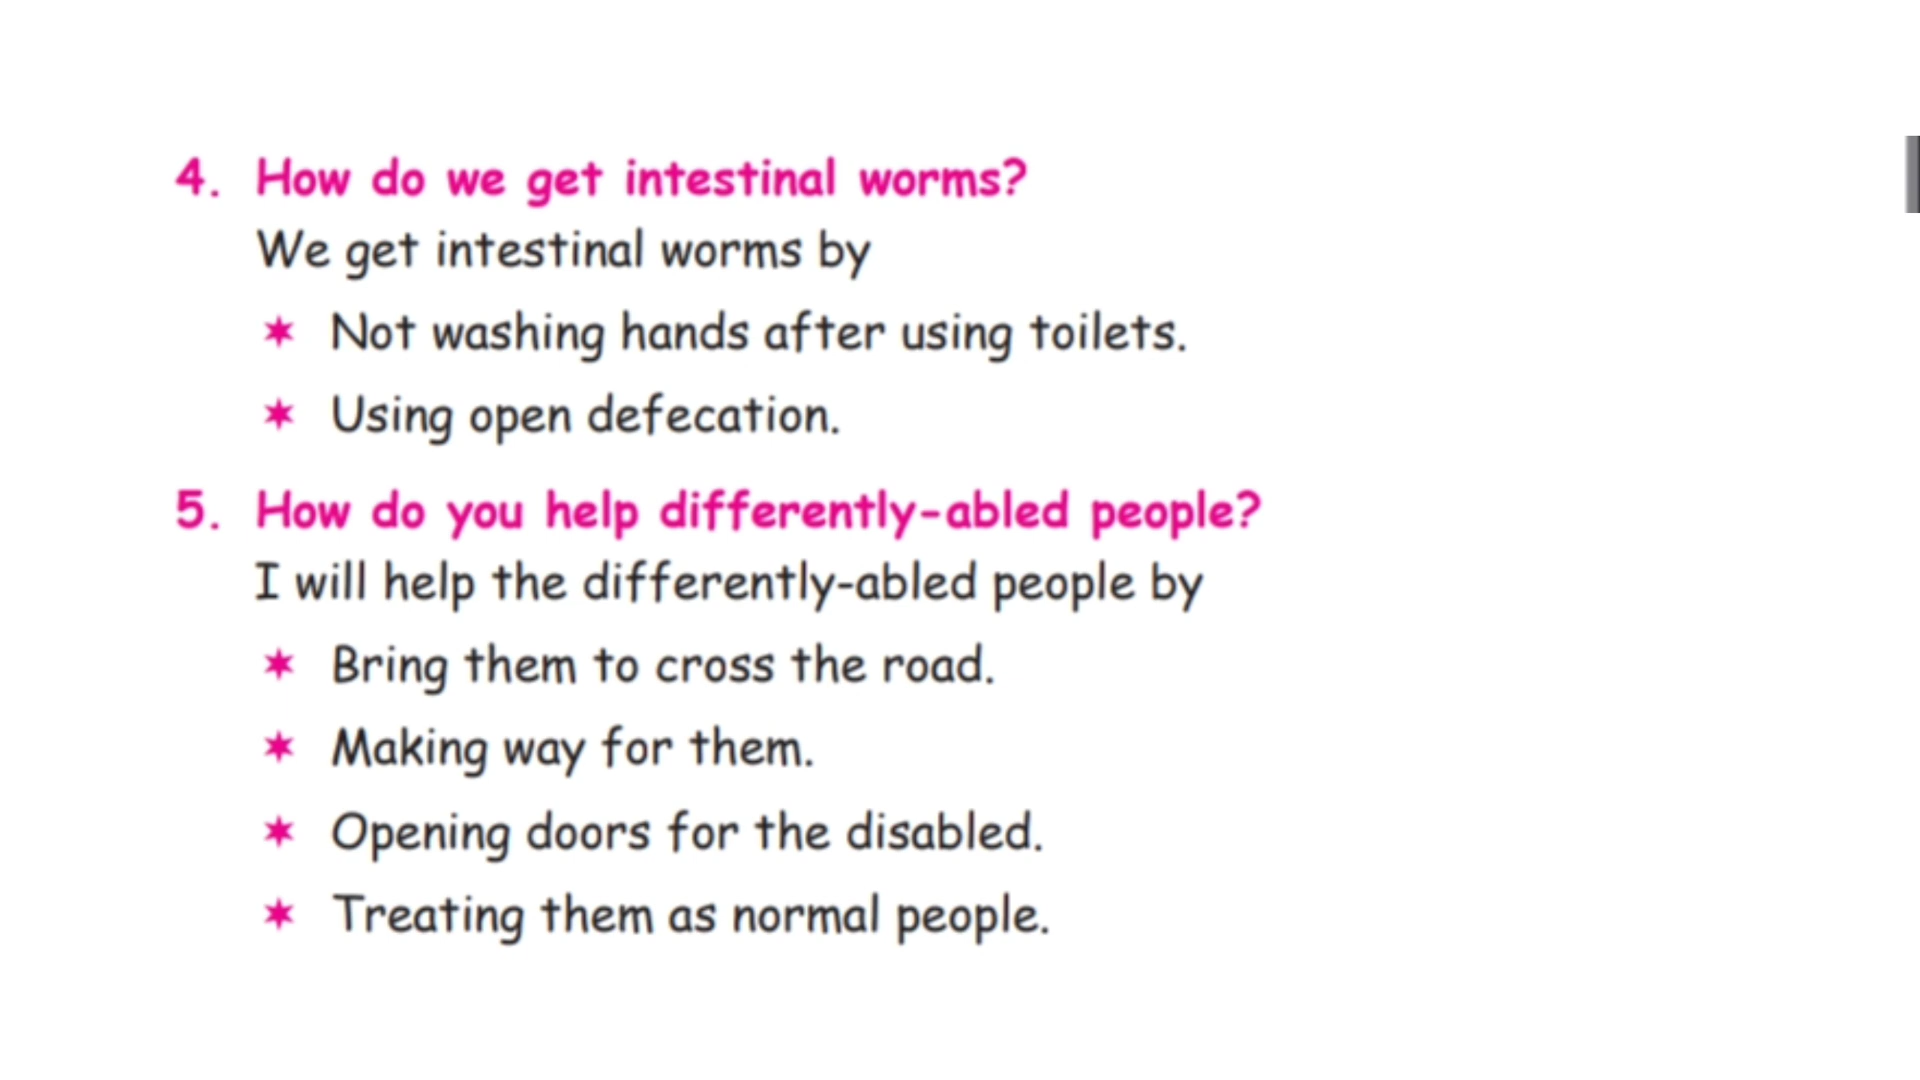 4. How do we get intestinal worms?
We get intestinal worms by
✶ Not washing hands after using toilets.
✶ Using open defecation.
5. How do you help differently-abled people?
I will help the differently-abled people by
✶ Bring them to cross the road.
✶ Making way for them.
✶ Opening doors for the disabled.
✶ Treating them as normal people.